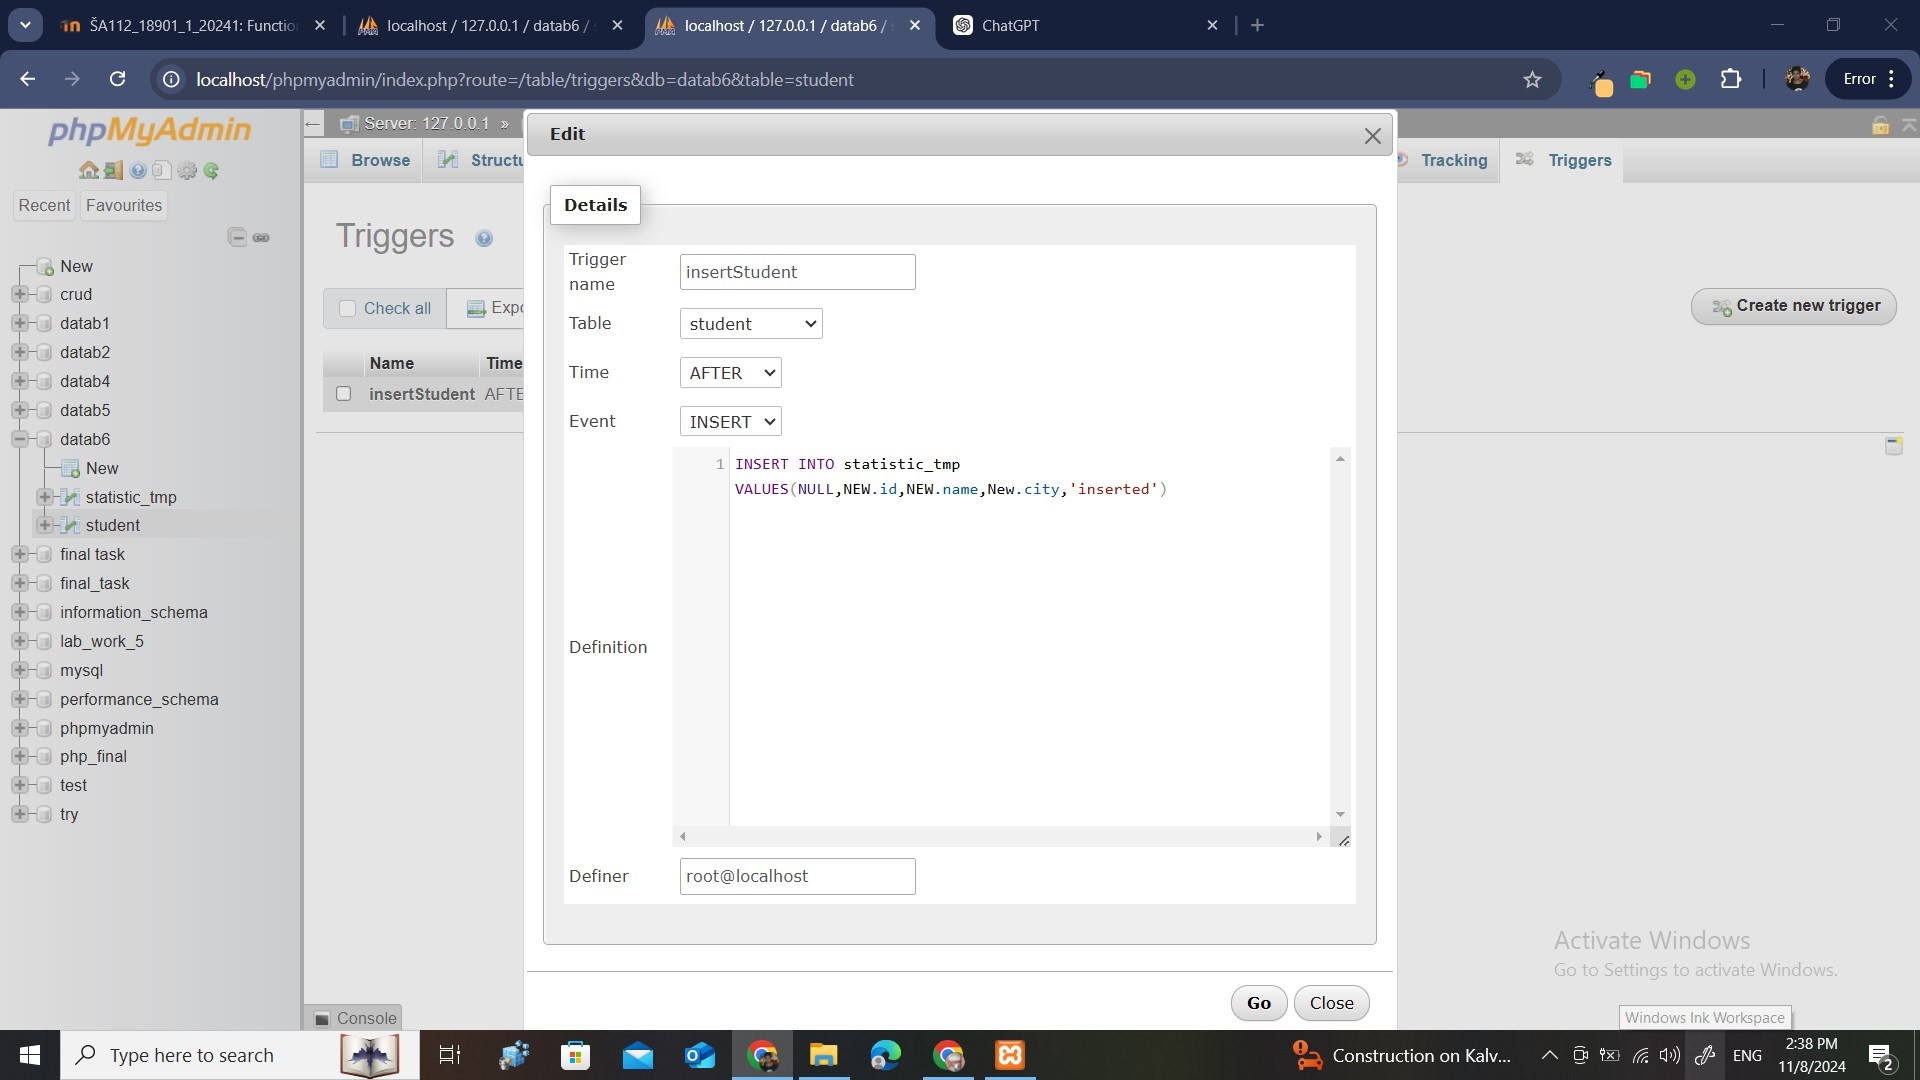 ŠA112_18901_1_20241: Functio
localhost / 127.0.0.1 / datab6 /
localhost / 127.0.0.1 / datab6 /
ChatGPT
localhost/phpmyadmin/index.php?route=/table/triggers&db=datab6&table=student
Error
phpMyAdmin
Recent
Favourites
New
crud
datab1
datab2
datab4
datab5
datab6
New
statistic_tmp
student
final task
final_task
information_schema
lab_work_5
mysql
performance_schema
phpmyadmin
php_final
test
try
Server: 127.0.0.1 »
Browse
Structu
Tracking
Triggers
Triggers
Check all
Expo
Create new trigger
Name
Time
insertStudent
AFTE
Edit
Details
Trigger name
insertStudent
Table
student
Time
AFTER
Event
INSERT
Definition
1
INSERT INTO statistic_tmp
VALUES(NULL,NEW.id,NEW.name,New.city,'inserted')
Definer
root@localhost
Go
Close
Console
Activate Windows
Go to Settings to activate Windows.
Windows Ink Workspace
Type here to search
Construction on Kalv...
ENG
2:38 PM
11/8/2024
2